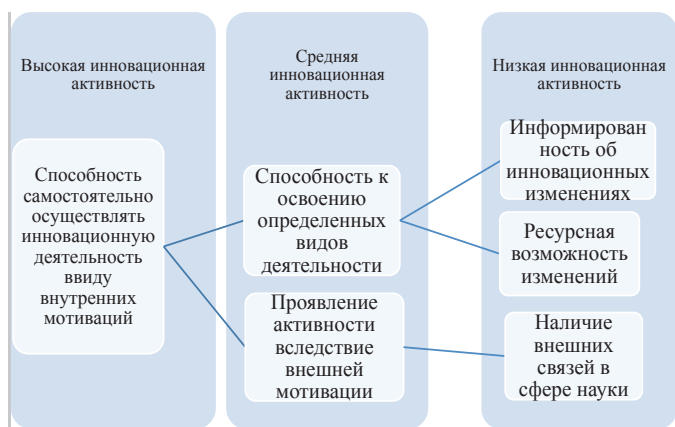 Высокая инновационная
активность
Способность
самостоятельно
осуществлять
инновационную
деятельность
ввиду
внутренних
мотиваций
Средняя
инновационная
активность
Способность к
освоению
определенных
видов
деятельности
Проявление
активности
вследствие
внешней
мотивации
Низкая инновационная
активность
Информирован
ность об
инновационных
изменениях
Ресурсная
возможность
изменений
Наличие
внешних
связей в
сфере науки